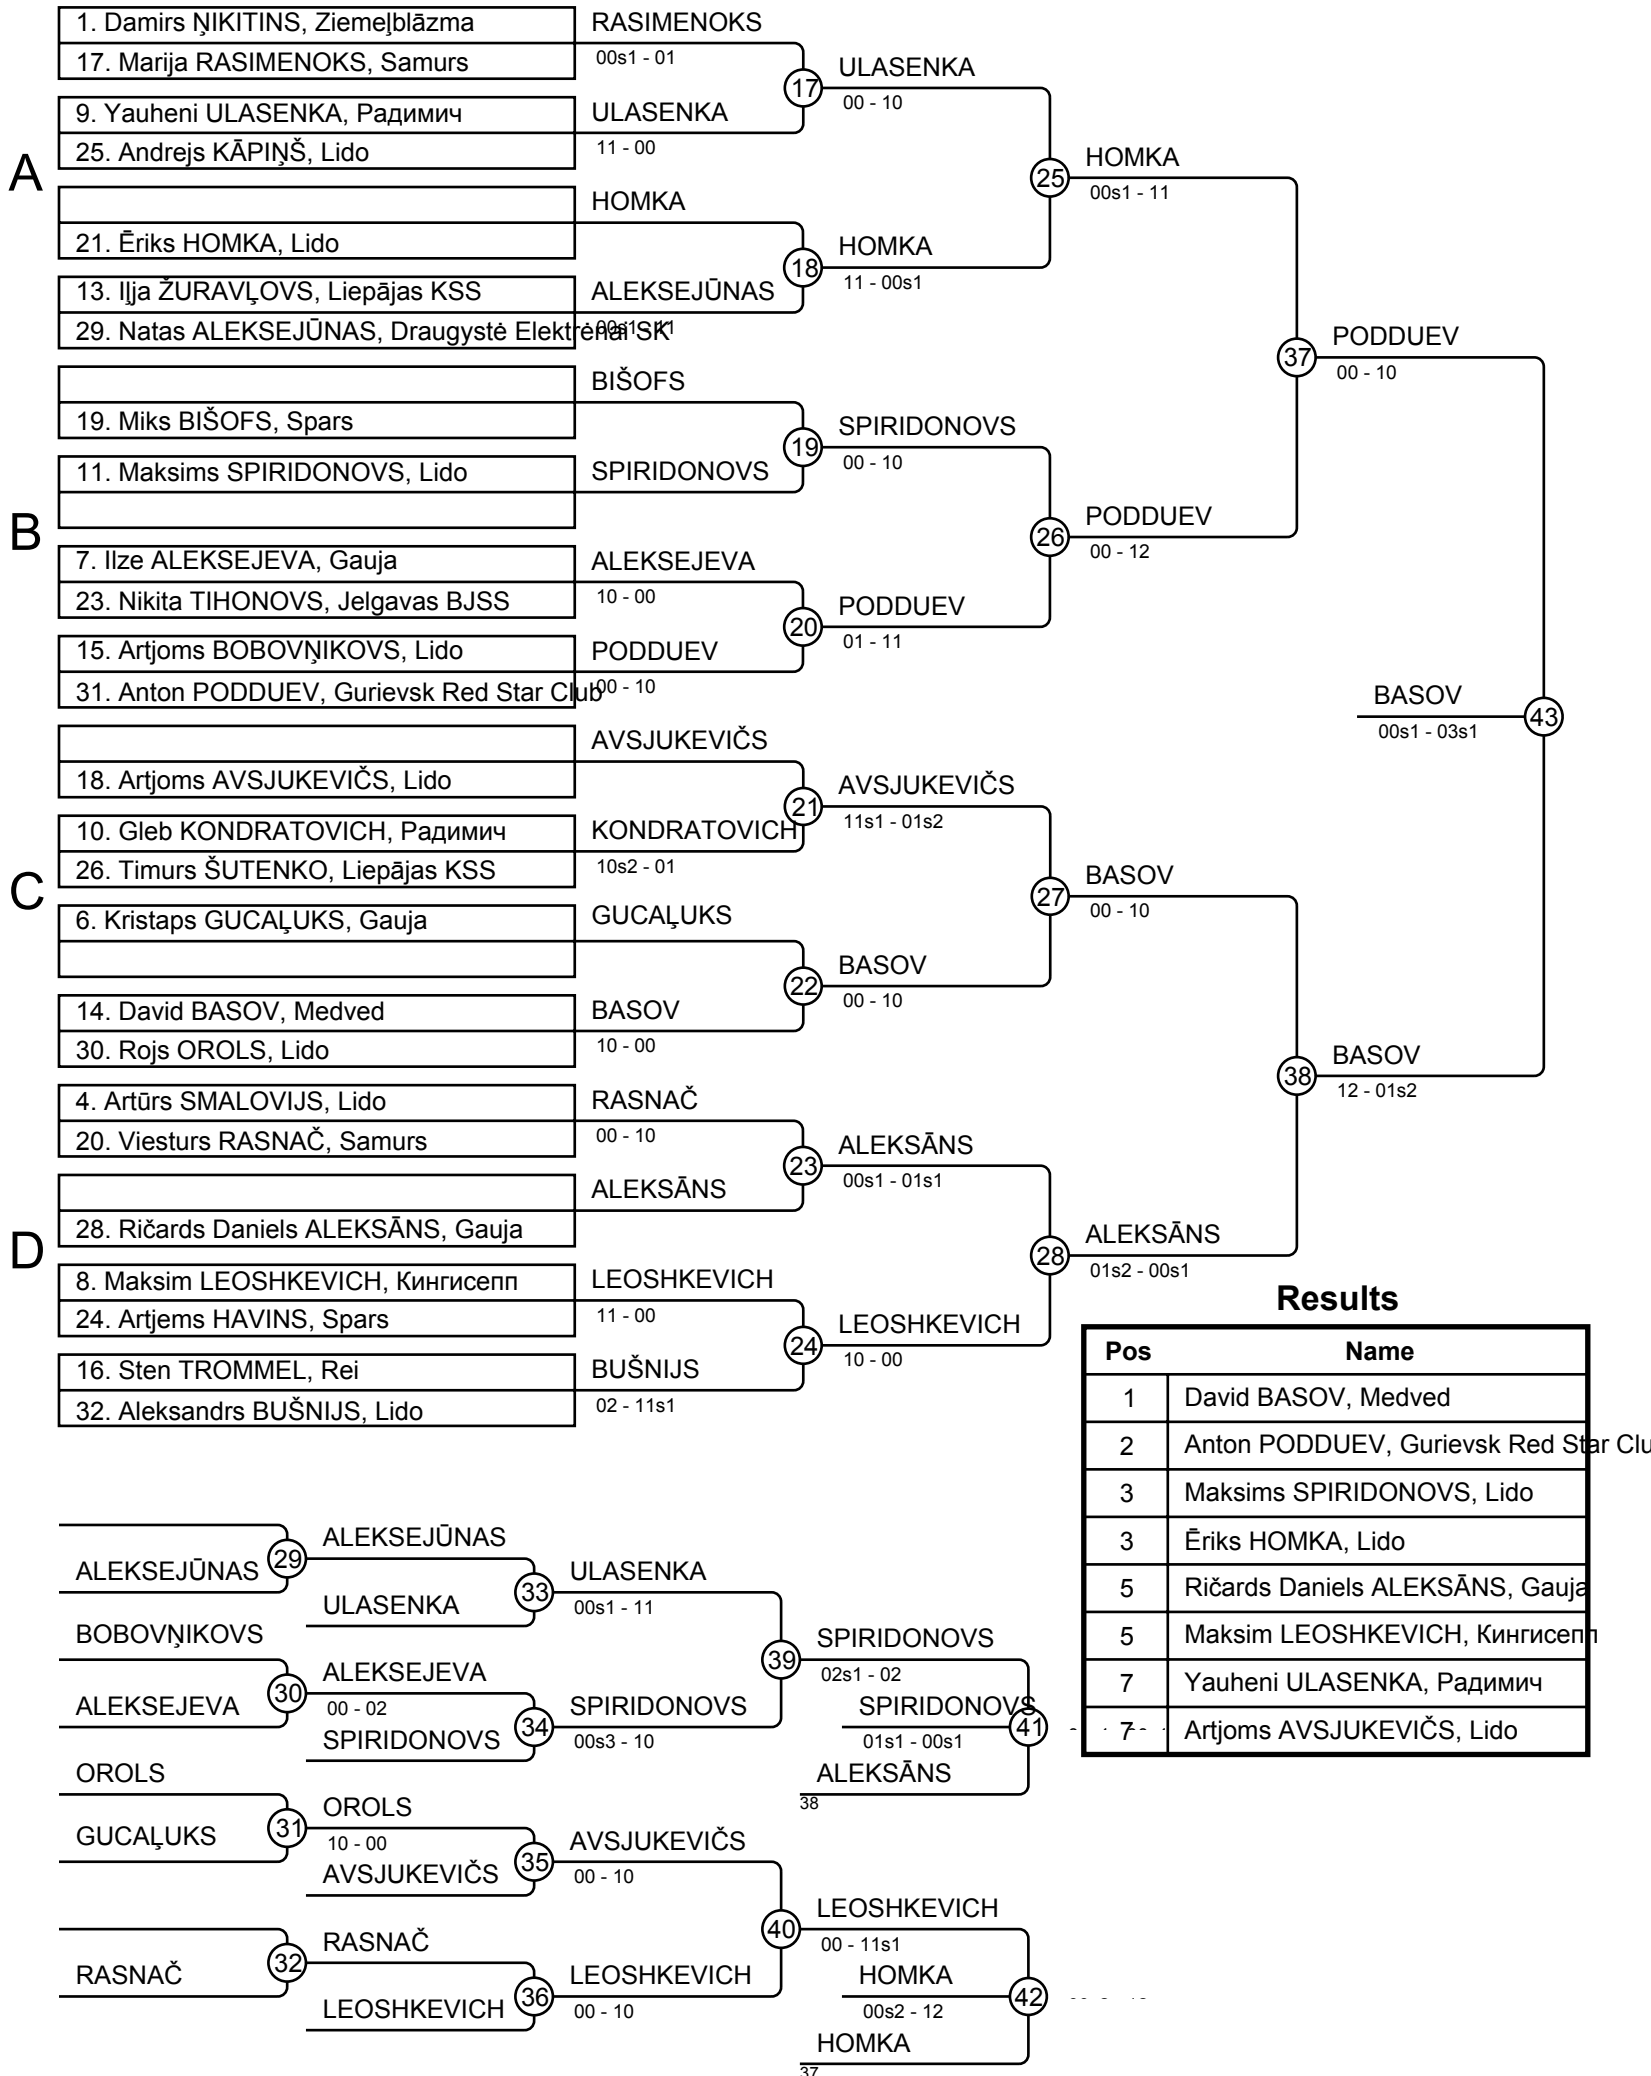 1. Damirs ŅIKITINS, Ziemeļblāzma
17. Marija RASIMENOKS, Samurs
9. Yauheni ULASENKA, Радимич
25. Andrejs KĀPIŅŠ, Lido
A
21. Ēriks HOMKA, Lido
13. Iļja ŽURAVĻOVS, Liepājas KSS
29. Natas ALEKSEJŪNAS, Draugystė Elektrėnai SK
19. Miks BIŠOFS, Spars
11. Maksims SPIRIDONOVS, Lido
B
7. Ilze ALEKSEJEVA, Gauja
23. Nikita TIHONOVS, Jelgavas BJSS
15. Artjoms BOBOVŅIKOVS, Lido
31. Anton PODDUEV, Gurievsk Red Star Club
18. Artjoms AVSJUKEVIČS, Lido
10. Gleb KONDRATOVICH, Радимич
26. Timurs ŠUTENKO, Liepājas KSS
C
6. Kristaps GUCAĻUKS, Gauja
14. David BASOV, Medved
30. Rojs OROLS, Lido
4. Artūrs SMALOVIJS, Lido
20. Viesturs RASNAČ, Samurs
28. Ričards Daniels ALEKSĀNS, Gauja
D
8. Maksim LEOSHKEVICH, Кингисепп
24. Artjems HAVINS, Spars
16. Sten TROMMEL, Rei
32. Aleksandrs BUŠNIJS, Lido
RASIMENOKS
00s1 - 01
ULASENKA
11 - 00
HOMKA
ALEKSEJŪNAS
00s1 - 11
BIŠOFS
SPIRIDONOVS
ALEKSEJEVA
10 - 00
PODDUEV
00 - 10
AVSJUKEVIČS
KONDRATOVICH
10s2 - 01
GUCAĻUKS
BASOV
10 - 00
RASNAČ
00 - 10
ALEKSĀNS
LEOSHKEVICH
11 - 00
BUŠNIJS
02 - 11s1
17
ULASENKA
00 - 10
18
HOMKA
11 - 00s1
19
SPIRIDONOVS
00 - 10
20
PODDUEV
01 - 11
21
AVSJUKEVIČS
11s1 - 01s2
22
BASOV
00 - 10
23
ALEKSĀNS
00s1 - 01s1
24
LEOSHKEVICH
10 - 00
25
HOMKA
00s1 - 11
26
PODDUEV
00 - 12
27
BASOV
00 - 10
28
ALEKSĀNS
01s2 - 00s1
37
PODDUEV
00 - 10
38
BASOV
12 - 01s2
BASOV
43
00s1 - 03s1
Results
Pos Name
1 David BASOV, Medved
2 Anton PODDUEV, Gurievsk Red Star Clu
3 Maksims SPIRIDONOVS, Lido
3 Ēriks HOMKA, Lido
5 Ričards Daniels ALEKSĀNS, Gauja
5 Maksim LEOSHKEVICH, Кингисепп
7 Yauheni ULASENKA, Радимич
7 Artjoms AVSJUKEVIČS, Lido
ALEKSEJŪNAS
29
BOBOVŅIKOVS
ALEKSEJEVA
30
OROLS
GUCAĻUKS
31
RASNAČ
32
ALEKSEJŪNAS
ULASENKA
33
ALEKSEJEVA
00 - 02
SPIRIDONOVS
34
OROLS
10 - 00
AVSJUKEVIČS
35
RASNAČ
LEOSHKEVICH
36
ULASENKA
00s1 - 11
SPIRIDONOVS
00s3 - 10
39
AVSJUKEVIČS
00 - 10
LEOSHKEVICH
00 - 10
40
SPIRIDONOVS
02s1 - 02
SPIRIDONOVS
41
01s1 - 00s1
ALEKSĀNS
38
LEOSHKEVICH
00 - 11s1
HOMKA
42
00s2 - 12
HOMKA
37